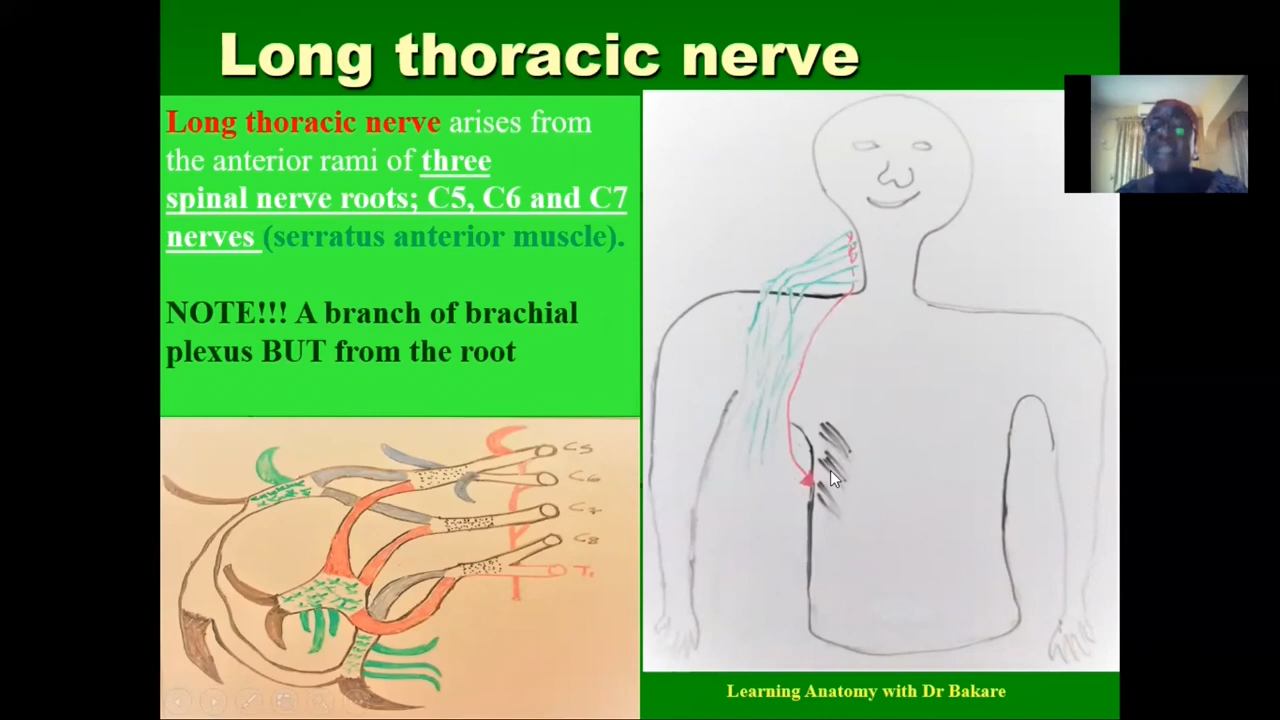 Long thoracic nerve
Long thoracic nerve arises from
the anterior rami of three
spinal nerve roots; C5, C6 and C7
nerves (serratus anterior muscle).
NOTE!!! A branch of brachial
plexus BUT from the root
C5
C6
C7
C8
T1
Learning Anatomy with Dr Bakare